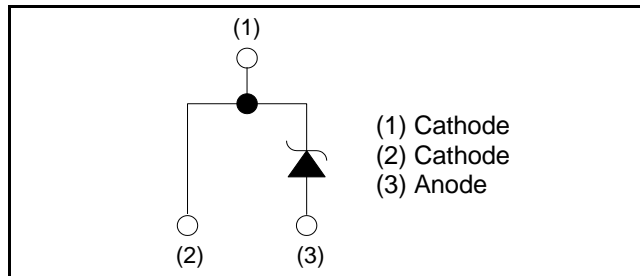 (1)
(1) Cathode
(2) Cathode
(3) Anode
(2) (3)